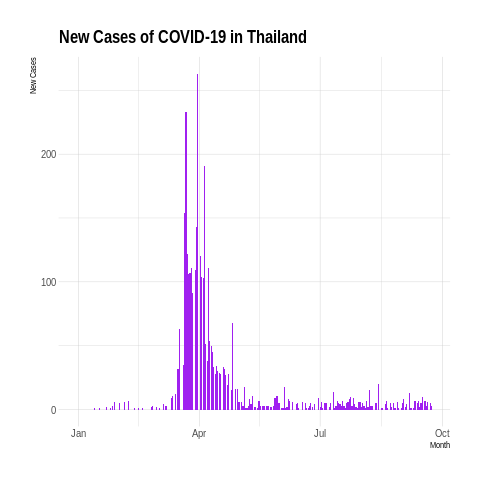 New Cases of COVID-19 in Thailand
New Cases
200
100
0
Jan Apr Jul Oct
Month